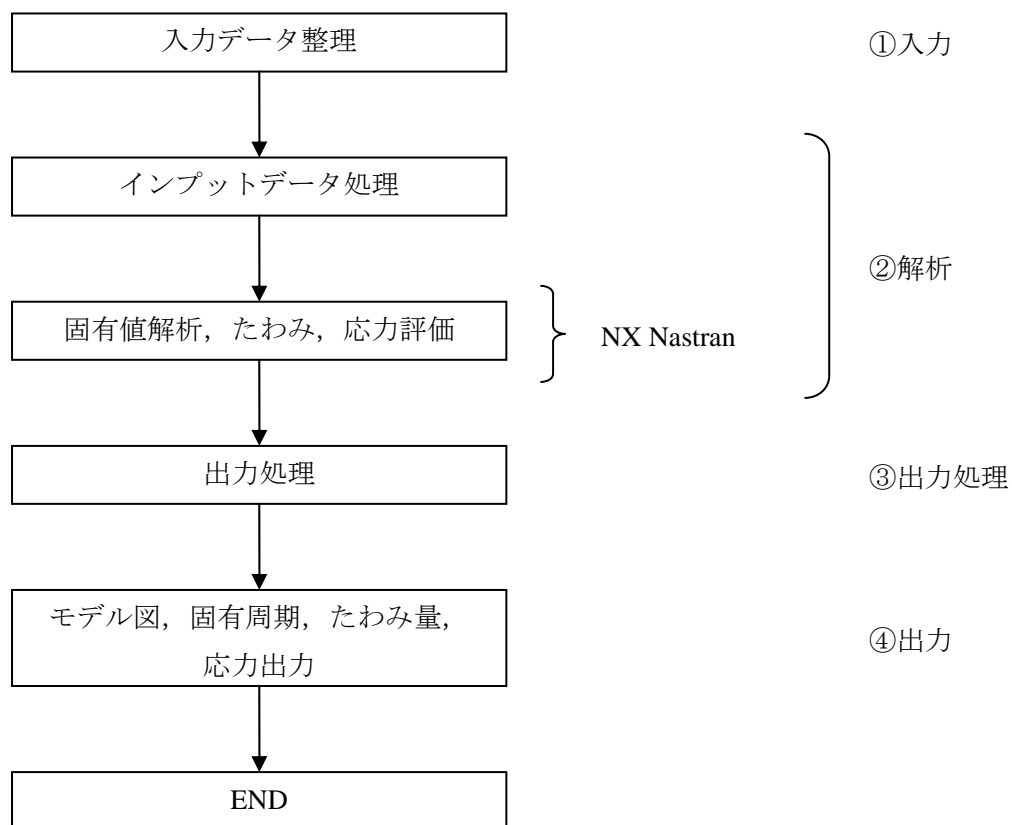 入力データ整理
①入力
インプットデータ処理
②解析
固有値解析，たわみ，応力評価
NX Nastran
出力処理
③出力処理
モデル図，固有周期，たわみ量，
応力出力
④出力
END